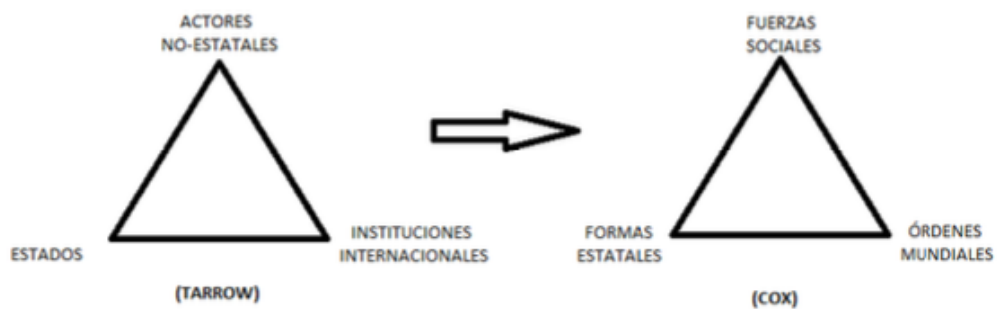 ACTORES
NO-ESTATALES
ESTADOS
INSTITUCIONES
INTERNACIONALES
(TARROW)
FUERZAS
SOCIALES
FORMAS
ESTATALES
ÓRDENES
MUNDIALES
(COX)